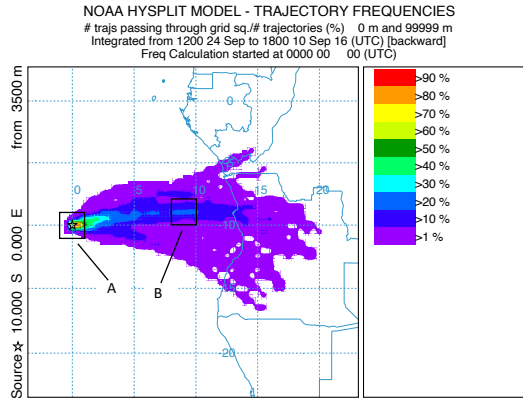 NOAA HYSPLIT MODEL - TRAJECTORY FREQUENCIES
# trajs passing through grid sq./# trajectories (%) 0 m and 99999 m
Integrated from 1200 24 Sep to 1800 10 Sep 16 (UTC) [backward]
Freq Calculation started at 0000 00 00 (UTC)
Source ☆ 10.000 S 0.000 E from 3500 m
0
0 5 10 15 20
-10
-20
A
B
>90 %
>80 %
>70 %
>60 %
>50 %
>40 %
>30 %
>20 %
>10 %
>1 %